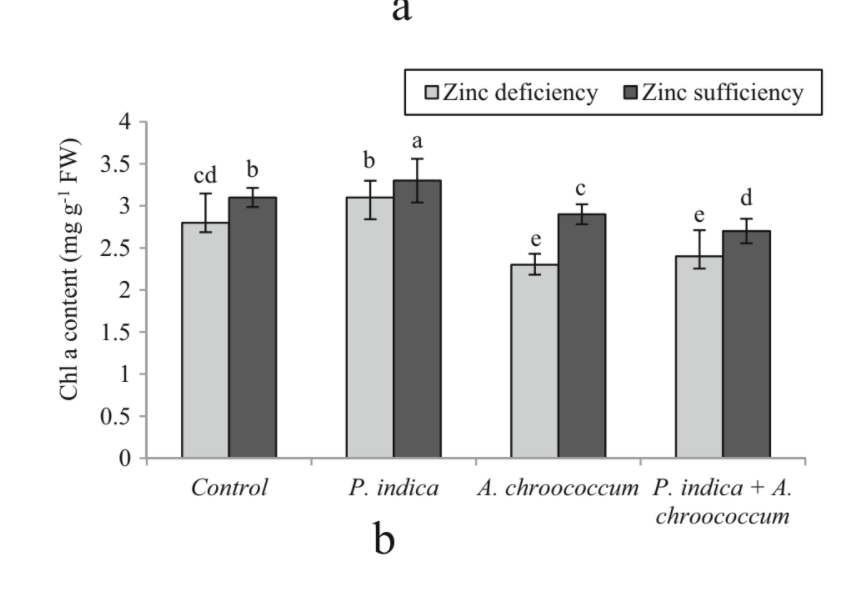 a
Zinc deficiency Zinc sufficiency
Chl a content (mg g⁻¹ FW)
4
3.5
3
2.5
2
1.5
1
0.5
0
cd b b a e c e d
Control P. indica A. chroococcum P. indica + A.
chroococcum
b